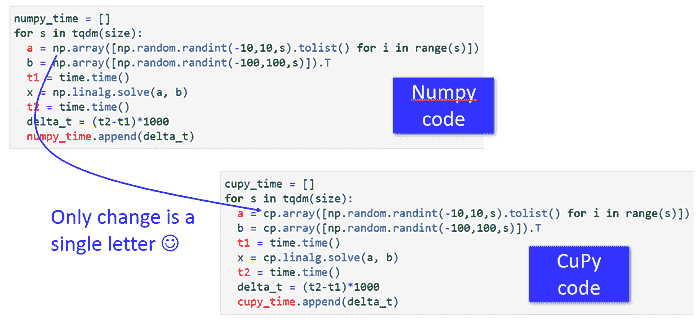 numpy_time = []
for s in tqdm(size):
a = np.array([np.random.randint(-10,10,s).tolist() for i in range(s)])
b = np.array([np.random.randint(-100,100,s)]).T
t1 = time.time()
x = np.linalg.solve(a, b)
t2 = time.time()
delta_t = (t2-t1)*1000
numpy_time.append(delta_t)
Numpy
code
Only change is a
single letter ☺
cupy_time = []
for s in tqdm(size):
a = cp.array([np.random.randint(-10,10,s).tolist() for i in range(s)])
b = cp.array([np.random.randint(-100,100,s)]).T
t1 = time.time()
x = cp.linalg.solve(a, b)
t2 = time.time()
delta_t = (t2-t1)*1000
cupy_time.append(delta_t)
CuPy
code